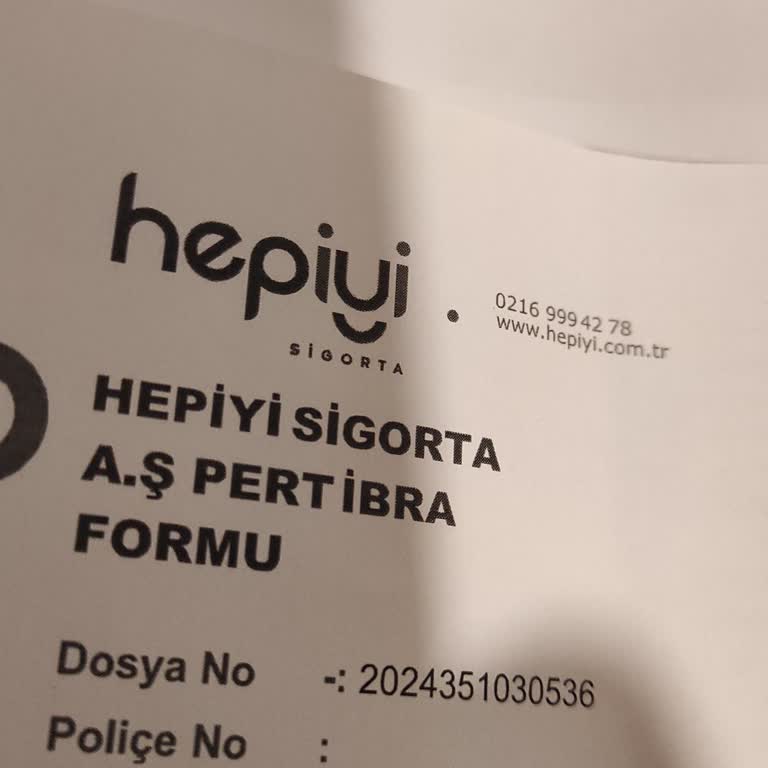 hepiyi
SİGORTA
0216 999 42 78
www.hepiyi.com.tr
HEPİYİ SİGORTA
A.Ş PERT İBRA
FORMU
Dosya No -: 2024351030536
Poliçe No :